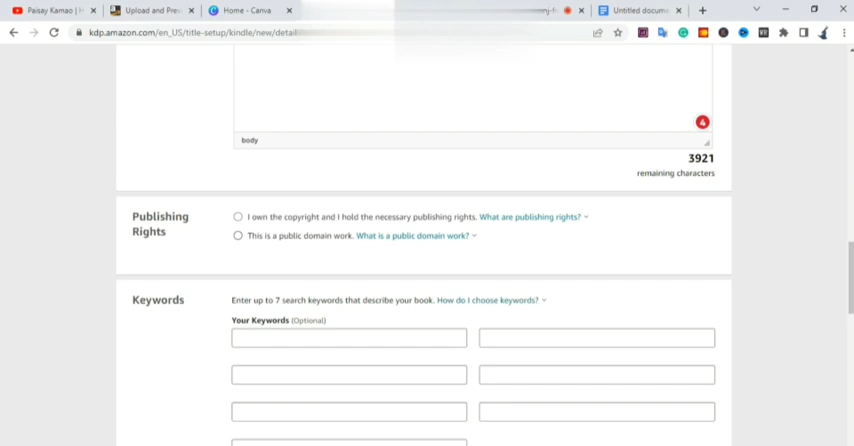 Paisay Kamao | H
Upload and Prev
Home - Canva
Untitled docume
kdp.amazon.com/en_US/title-setup/kindle/new/detail
body
4
3921
remaining characters
Publishing Rights
I own the copyright and I hold the necessary publishing rights. What are publishing rights?
This is a public domain work. What is a public domain work?
Keywords
Enter up to 7 search keywords that describe your book. How do I choose keywords?
Your Keywords (Optional)